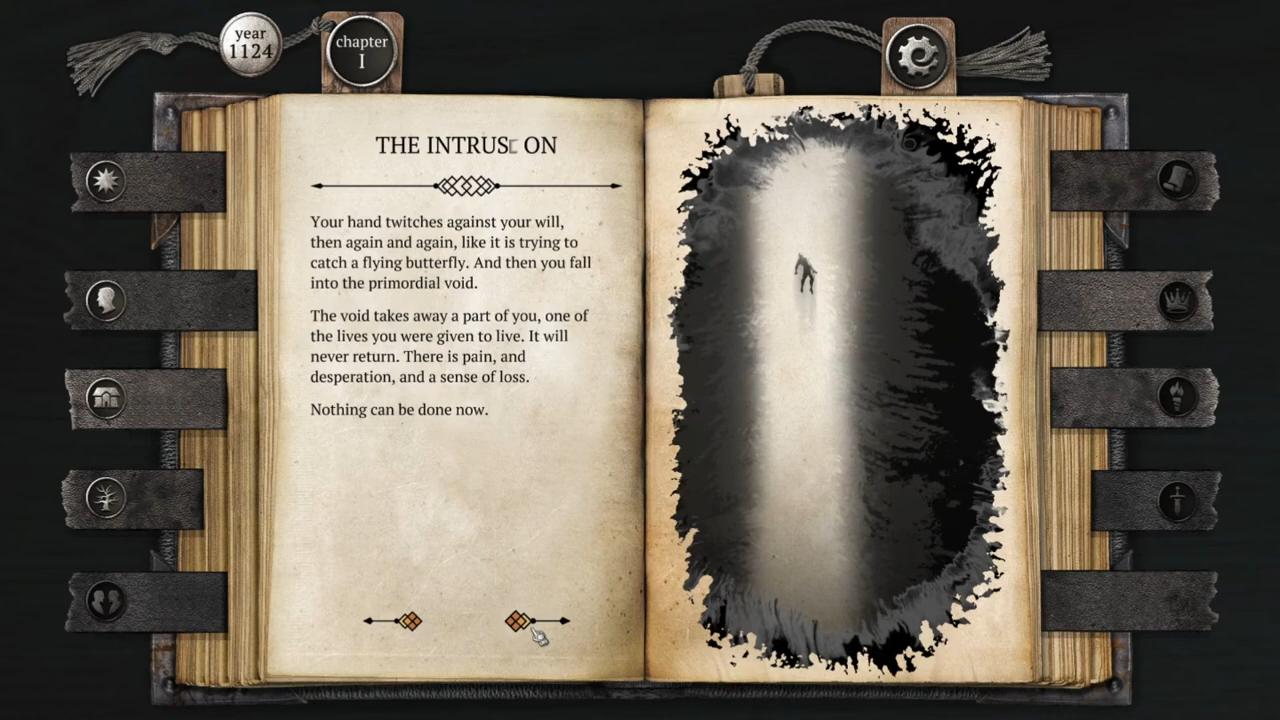 year
1124
chapter
I
THE INTRUS ON
Your hand twitches against your will,
then again and again, like it is trying to
catch a flying butterfly. And then you fall
into the primordial void.
The void takes away a part of you, one of
the lives you were given to live. It will
never return. There is pain, and
desperation, and a sense of loss.
Nothing can be done now.